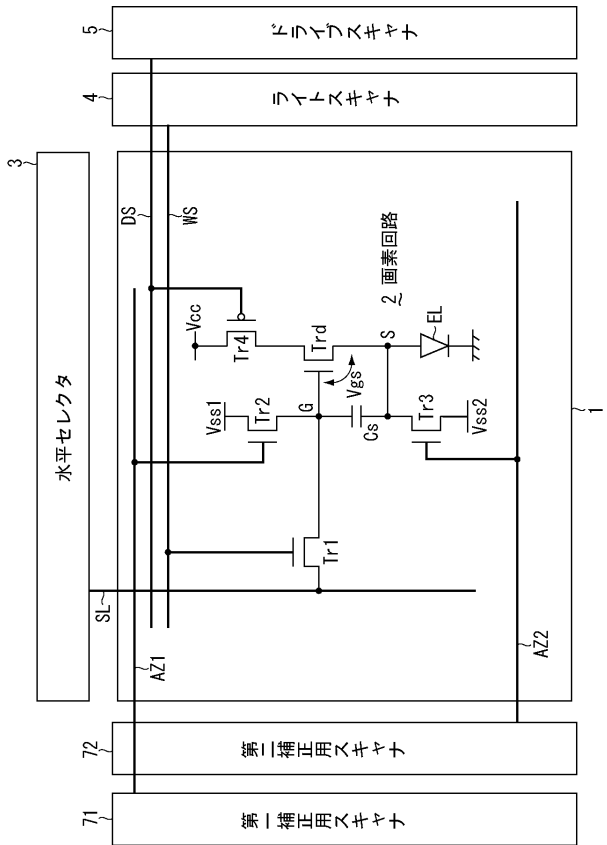 5
ドライブスキャナ
4
ライトスキャナ
3
水平セレクタ
DS
WS
2 画素回路
Vcc
Tr4
Trd
S
EL
Vss1
Tr2
G
Vgs
Cs
Tr3
Vss2
Tr1
SL
AZ1
AZ2
1
72
第二補正用スキャナ
71
第一補正用スキャナ